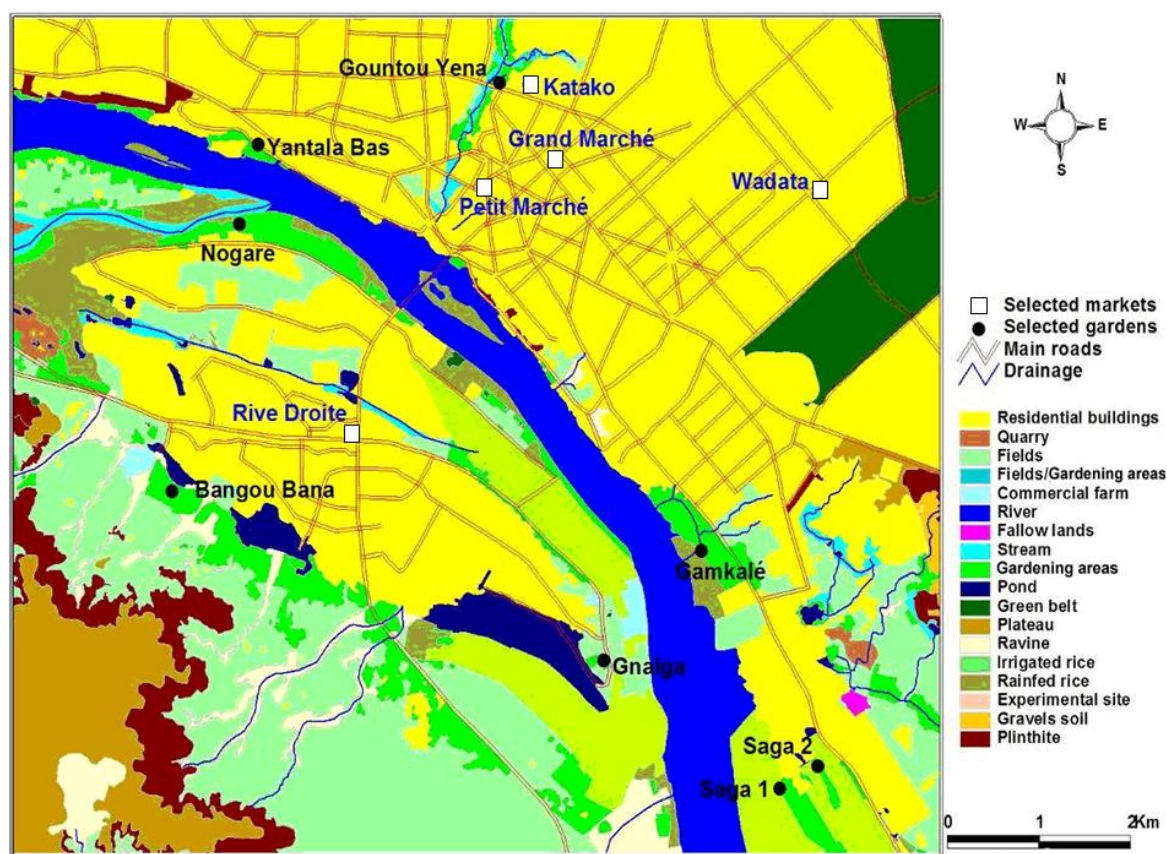 Gountou Yena
Katako
Grand Marché
Yantala Bas
Wadata
Petit Marché
Nogare
Rive Droite
Bangou Bana
Gamkalé
Gnalga
Saga 2
Saga 1
N
W E
S
Selected markets
Selected gardens
Main roads
Drainage
Residential buildings
Quarry
Fields
Fields/Gardening areas
Commercial farm
River
Fallow lands
Stream
Gardening areas
Pond
Green belt
Plateau
Ravine
Irrigated rice
Rainfed rice
Experimental site
Gravels soil
Plinthite
0 1 2Km